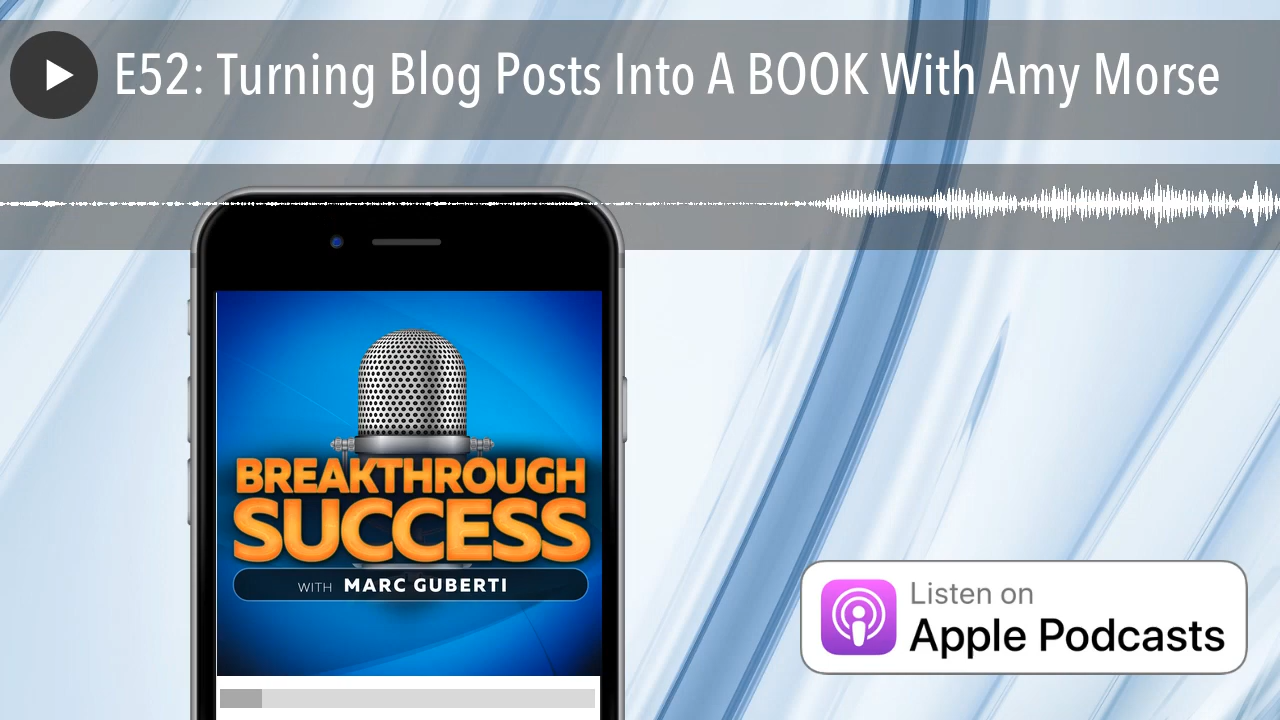 E52: Turning Blog Posts Into A BOOK With Amy Morse
BREAKTHROUGH
SUCCESS
WITH MARC GUBERTI
Listen on
Apple Podcasts